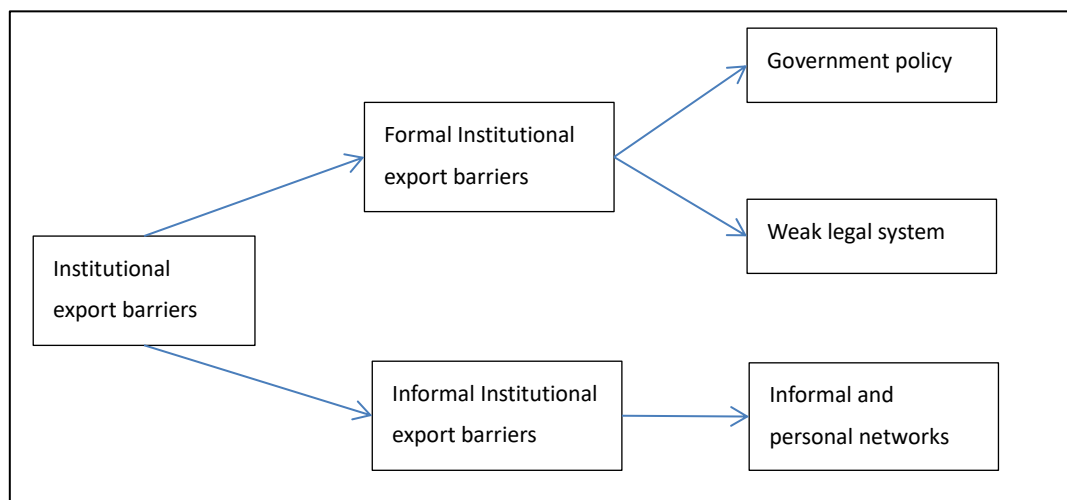 Government policy
Formal Institutional
export barriers
Weak legal system
Institutional
export barriers
Informal Institutional
export barriers
Informal and
personal networks